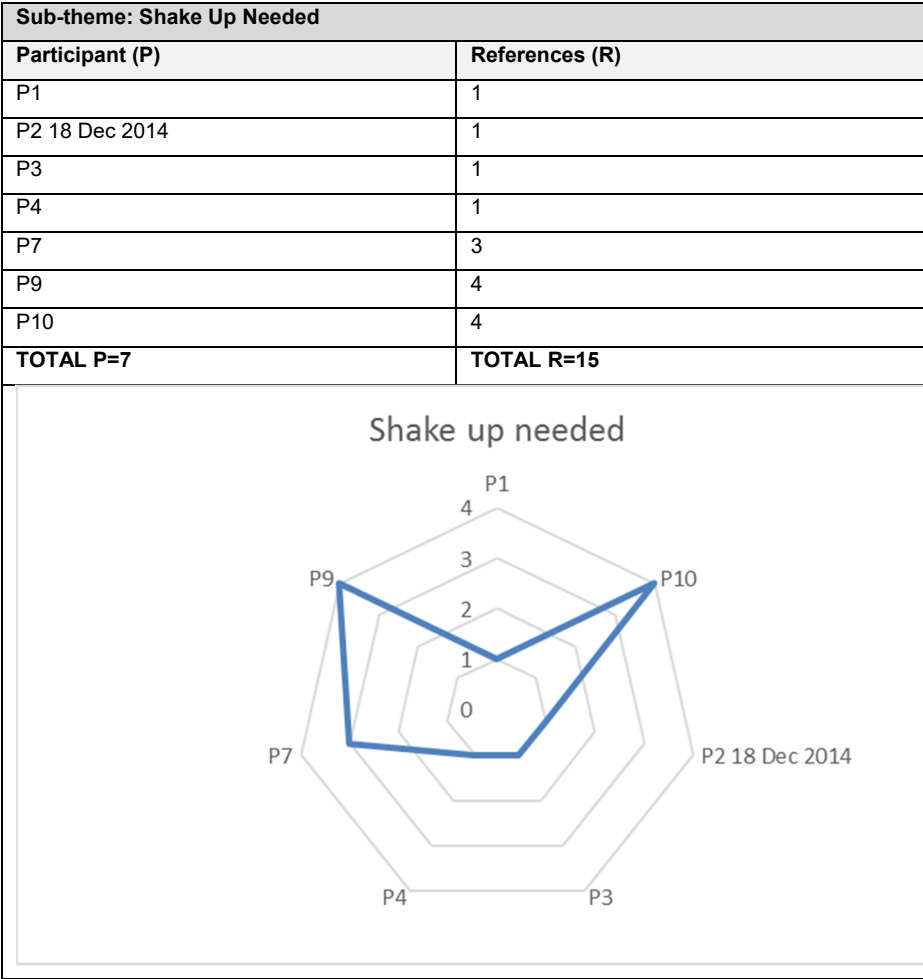 Sub-theme: Shake Up Needed
Participant (P) References (R)
P1 1
P2 18 Dec 2014 1
P3 1
P4 1
P7 3
P9 4
P10 4
TOTAL P=7 TOTAL R=15
Shake up needed
P1
4
3
P9 P10
2
1
0
P7 P2 18 Dec 2014
P4 P3